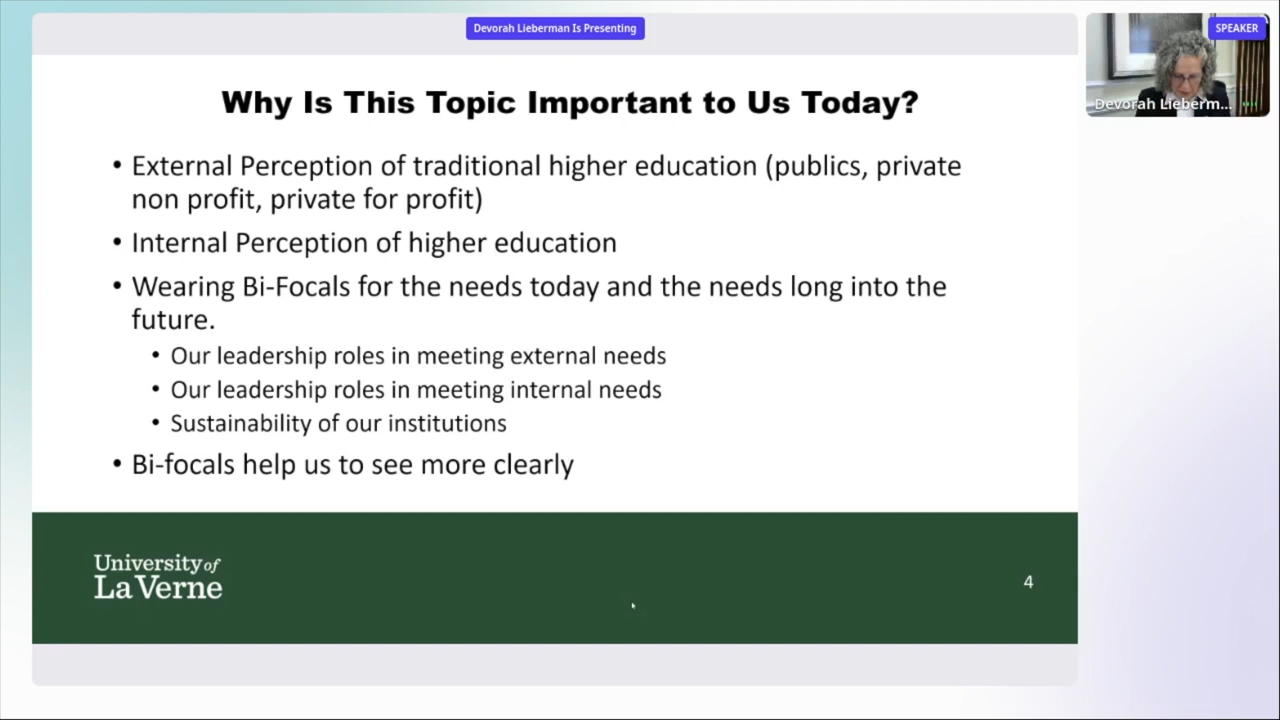 Devorah Lieberman Is Presenting
SPEAKER
Devorah Lieberm...
Why Is This Topic Important to Us Today?
• External Perception of traditional higher education (publics, private
non profit, private for profit)
• Internal Perception of higher education
• Wearing Bi-Focals for the needs today and the needs long into the
future.
• Our leadership roles in meeting external needs
• Our leadership roles in meeting internal needs
• Sustainability of our institutions
• Bi-focals help us to see more clearly
University of
La Verne
4